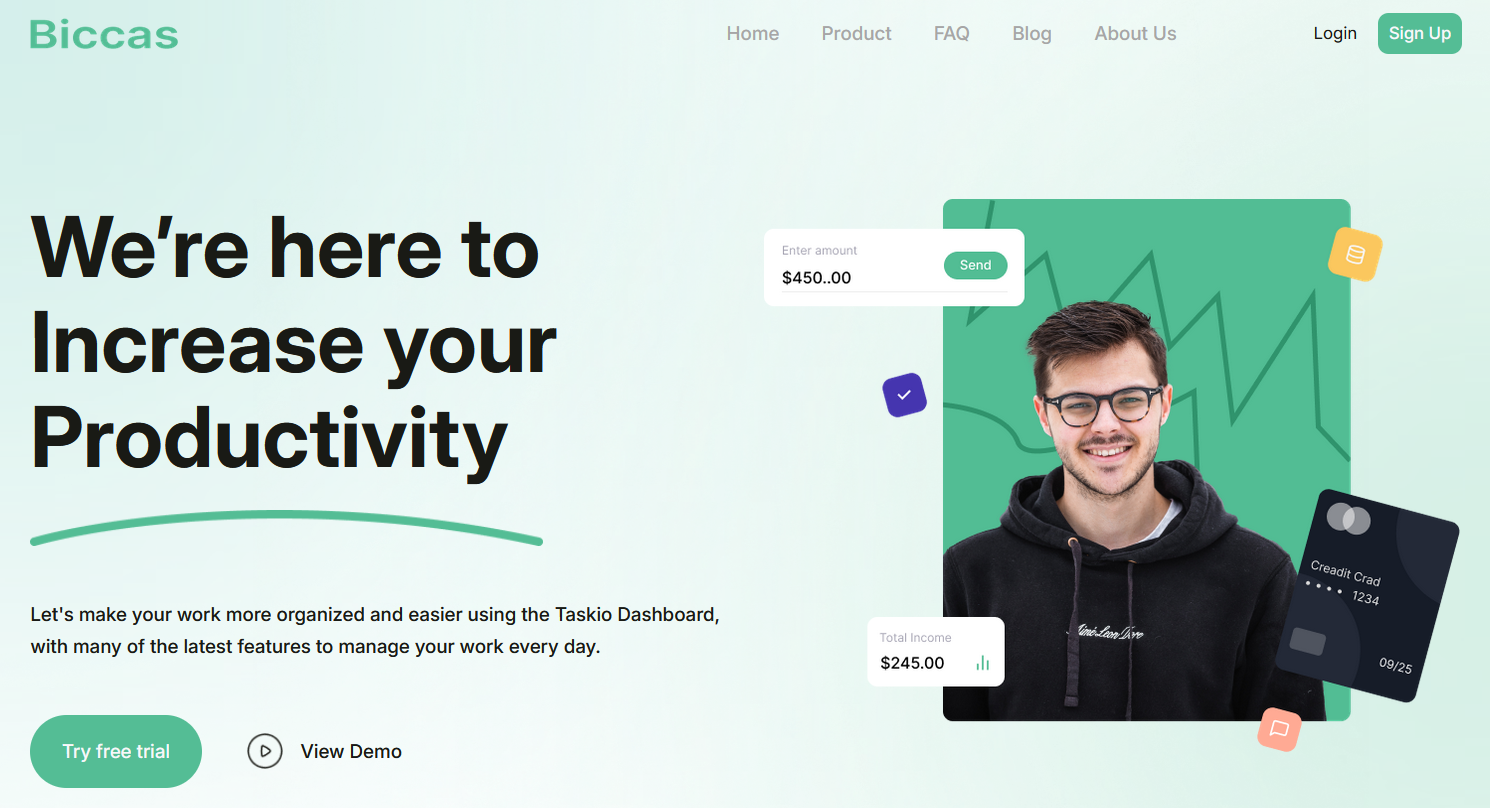 Biccas
Home Product FAQ Blog About Us Login Sign Up
We’re here to
Increase your
Productivity
Let's make your work more organized and easier using the Taskio Dashboard,
with many of the latest features to manage your work every day.
Try free trial
View Demo
Enter amount
$450..00
Send
Creadit Crad
1234
09/25
Total Income
$245.00